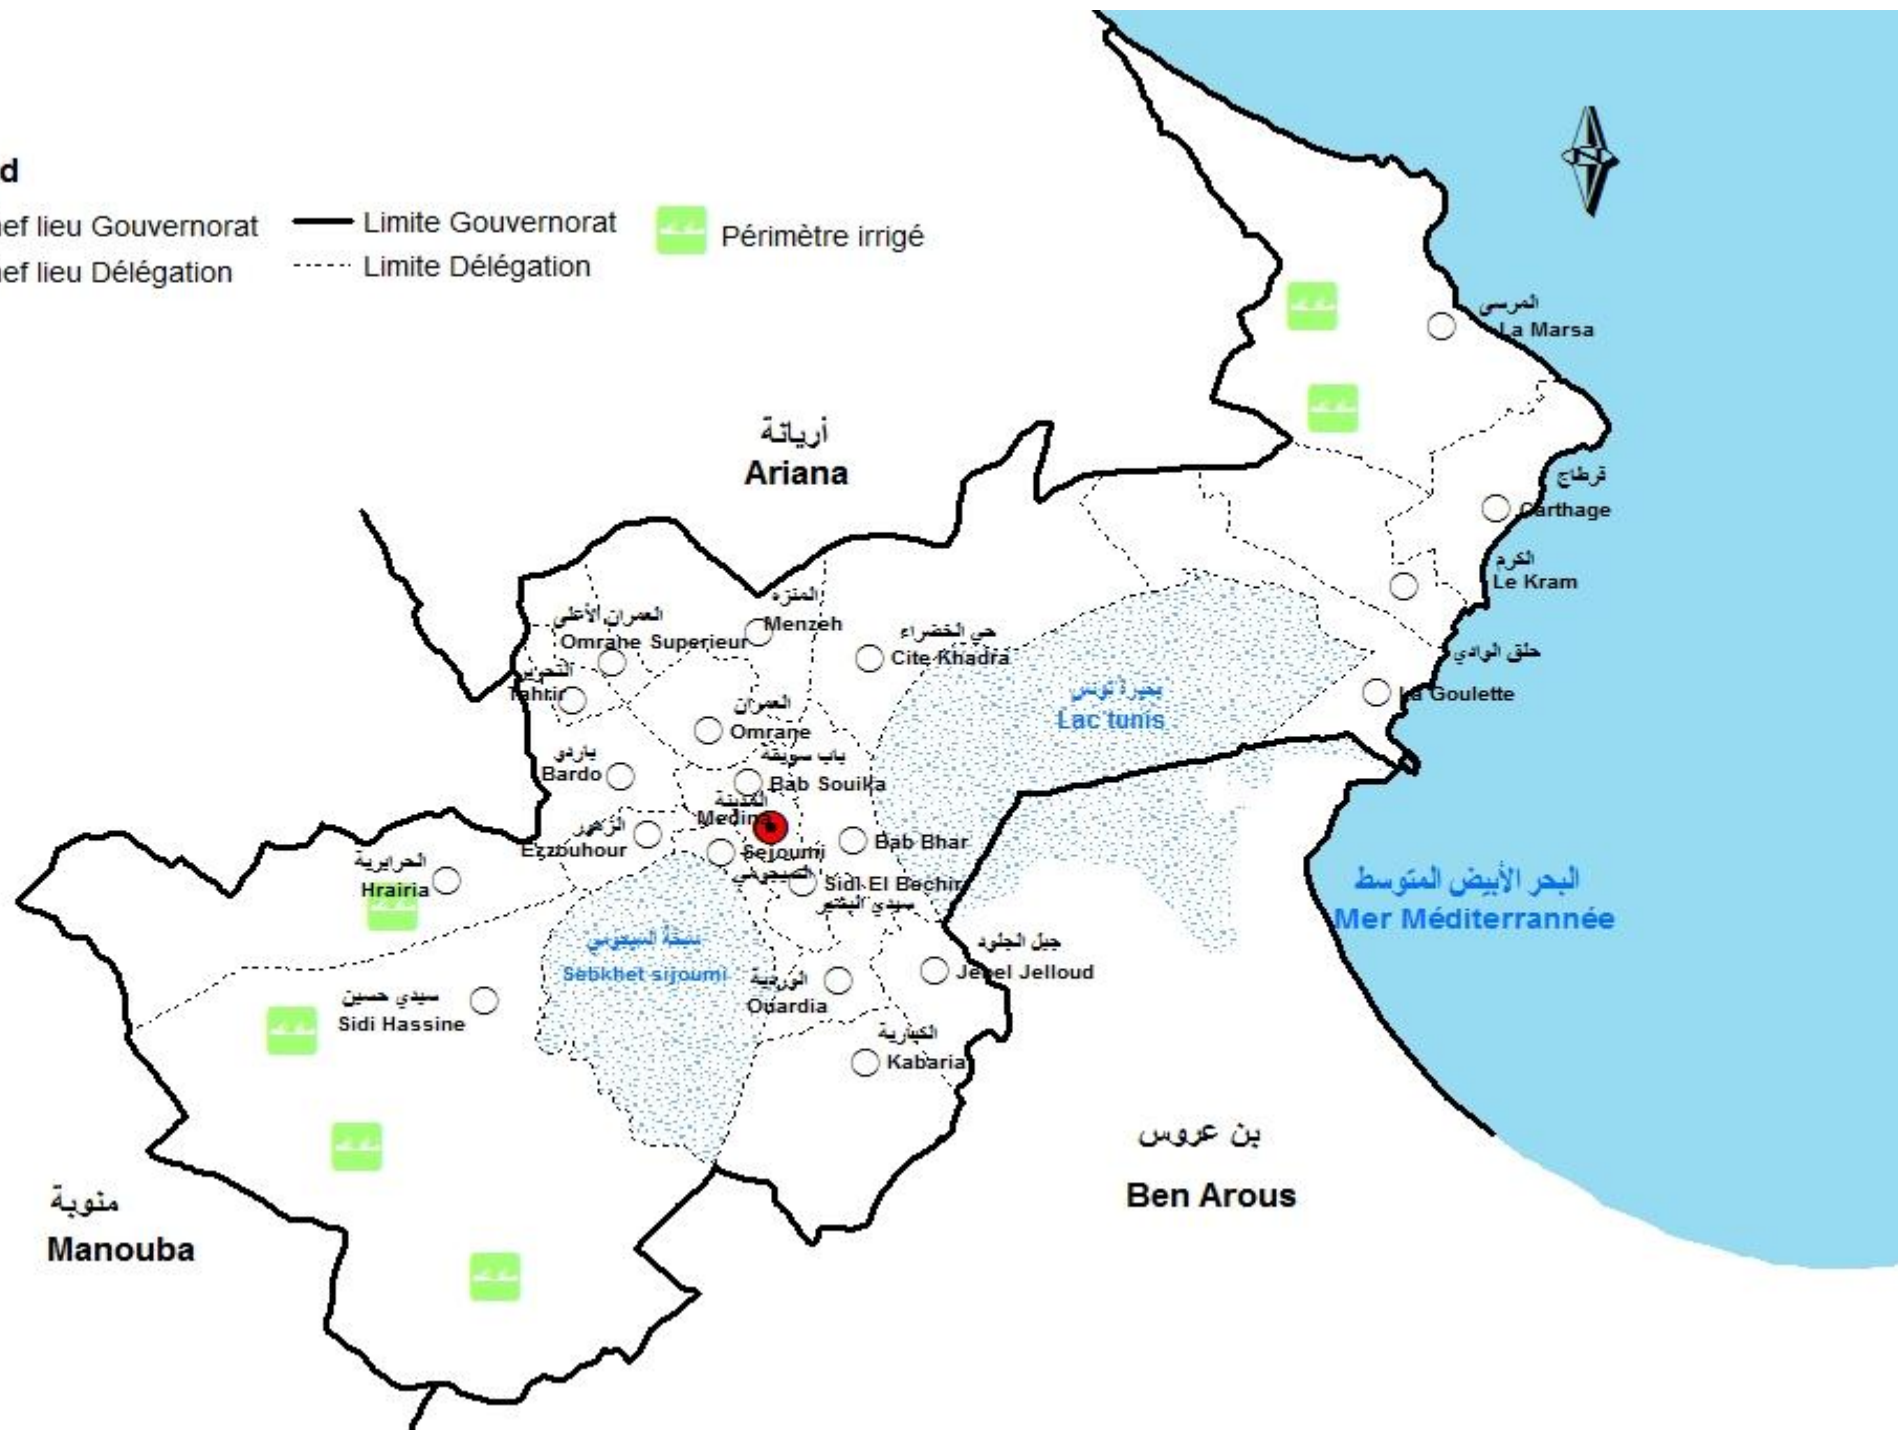 d
ef lieu Gouvernorat
Limite Gouvernorat
Périmètre irrigé
ef lieu Délégation
Limite Délégation
N
المرسى
La Marsa
أريانة
Ariana
قرطاج
Carthage
الكرم
Le Kram
المنزه
Menzeh
العمران الأعلى
Omrane Superieur
حي الخضراء
Cite Khadra
حلق الوادي
La Goulette
التحرير
Tahrir
بحيرة تونس
Lac tunis
العمران
Omrane
باردو
Bardo
باب سويقة
Bab Souika
المدينة
Medina
الزهور
Ezzouhour
Bab Bhar
Sejoumi
السيجومي
الحرايرية
Hrairia
Sidi El Bechir
سيدي البشير
البحر الأبيض المتوسط
Mer Méditerrannée
سبخة السيجومي
Sebkhet sijoumi
جبل الجلود
Jebel Jelloud
الوردية
Ouardia
سيدي حسين
Sidi Hassine
الكبارية
Kabaria
بن عروس
Ben Arous
منوبة
Manouba